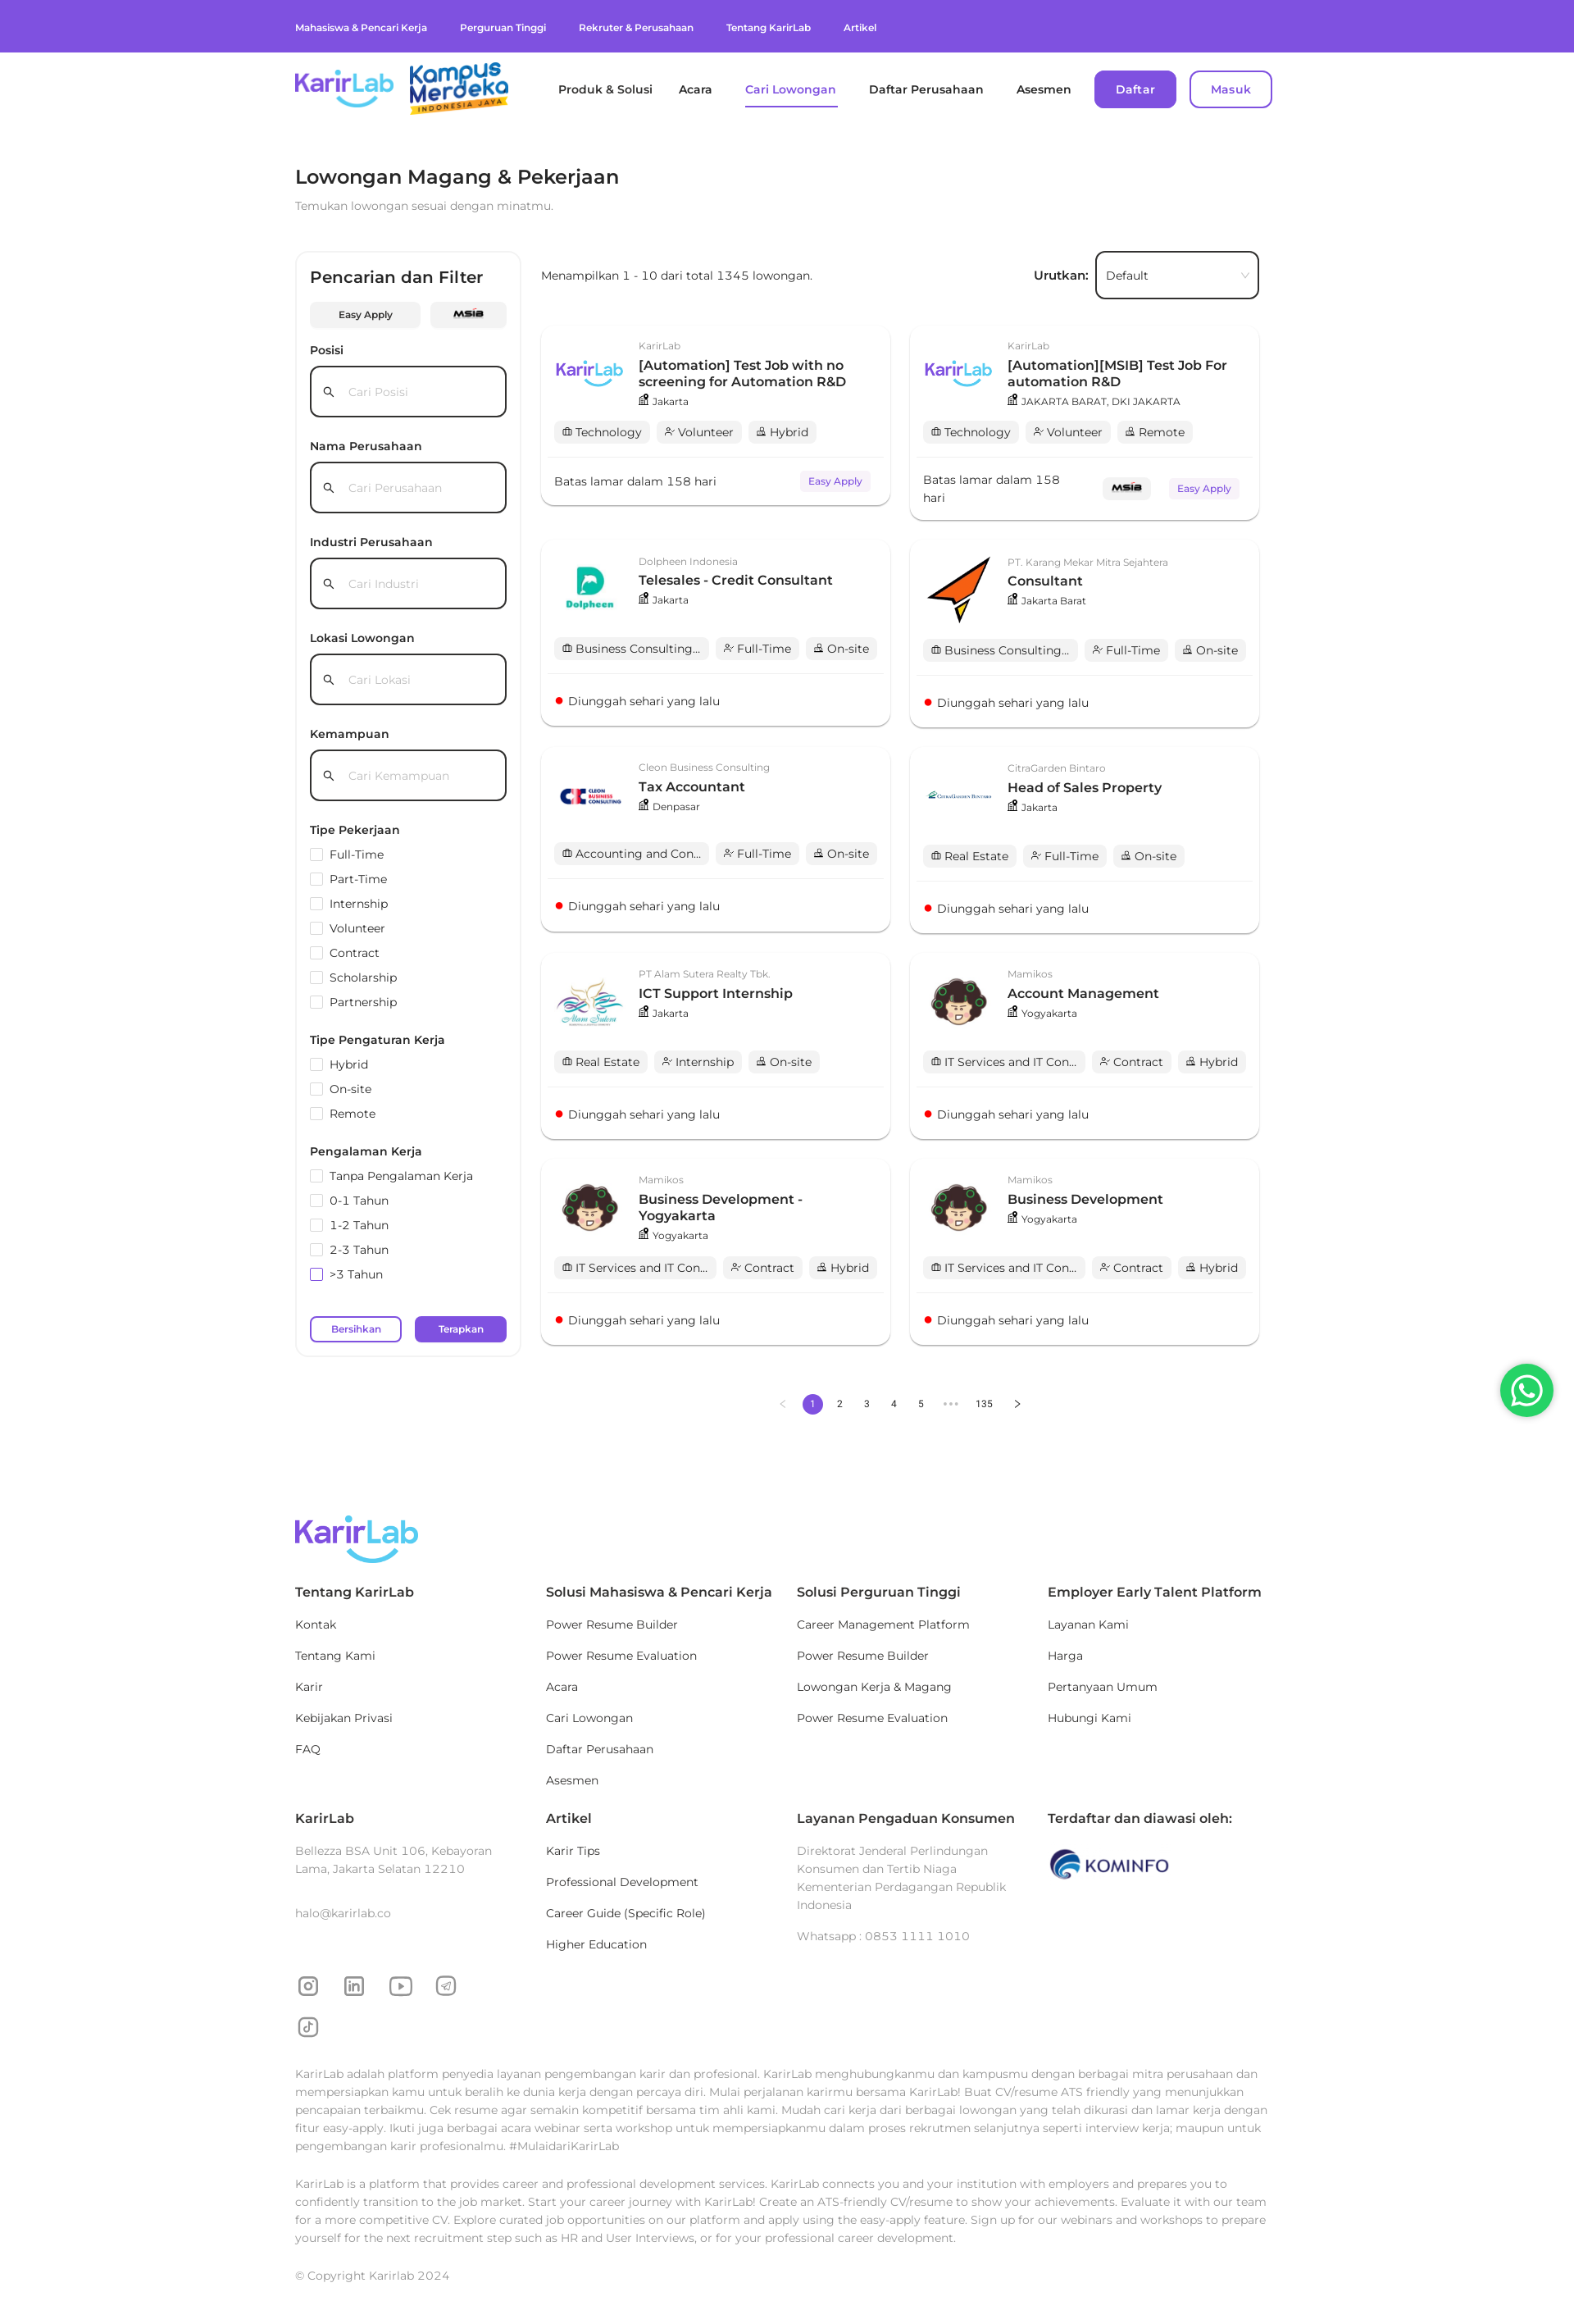 Mahasiswa & Pencari Kerja Perguruan Tinggi Rekruter & Perusahaan Tentang KarirLab Artikel
KarirLab Kampus Merdeka INDONESIA JAYA Produk & Solusi Acara Cari Lowongan Daftar Perusahaan Asesmen Daftar Masuk
Lowongan Magang & Pekerjaan
Temukan lowongan sesuai dengan minatmu.
Pencarian dan Filter
Easy Apply MSIB
Posisi
Cari Posisi
Nama Perusahaan
Cari Perusahaan
Industri Perusahaan
Cari Industri
Lokasi Lowongan
Cari Lokasi
Kemampuan
Cari Kemampuan
Tipe Pekerjaan
Full-Time
Part-Time
Internship
Volunteer
Contract
Scholarship
Partnership
Tipe Pengaturan Kerja
Hybrid
On-site
Remote
Pengalaman Kerja
Tanpa Pengalaman Kerja
0-1 Tahun
1-2 Tahun
2-3 Tahun
>3 Tahun
Bersihkan Terapkan
Menampilkan 1 - 10 dari total 1345 lowongan.
Urutkan: Default
KarirLab
KarirLab
[Automation] Test Job with no
screening for Automation R&D
Jakarta
Technology Volunteer Hybrid
Batas lamar dalam 158 hari Easy Apply
KarirLab
KarirLab
[Automation][MSIB] Test Job For
automation R&D
JAKARTA BARAT, DKI JAKARTA
Technology Volunteer Remote
Batas lamar dalam 158
hari
MSIB Easy Apply
Dolpheen
Dolpheen Indonesia
Telesales - Credit Consultant
Jakarta
Business Consulting... Full-Time On-site
Diunggah sehari yang lalu
PT. Karang Mekar Mitra Sejahtera
Consultant
Jakarta Barat
Business Consulting... Full-Time On-site
Diunggah sehari yang lalu
CLEON
BUSINESS
CONSULTING
Cleon Business Consulting
Tax Accountant
Denpasar
Accounting and Con... Full-Time On-site
Diunggah sehari yang lalu
CitraGarden Bintaro
CitraGarden Bintaro
Head of Sales Property
Jakarta
Real Estate Full-Time On-site
Diunggah sehari yang lalu
Alam Sutera
PT Alam Sutera Realty Tbk.
ICT Support Internship
Jakarta
Real Estate Internship On-site
Diunggah sehari yang lalu
Mamikos
Account Management
Yogyakarta
IT Services and IT Con... Contract Hybrid
Diunggah sehari yang lalu
Mamikos
Business Development -
Yogyakarta
Yogyakarta
IT Services and IT Con... Contract Hybrid
Diunggah sehari yang lalu
Mamikos
Business Development
Yogyakarta
IT Services and IT Con... Contract Hybrid
Diunggah sehari yang lalu
1 2 3 4 5 ••• 135
KarirLab
Tentang KarirLab
Kontak
Tentang Kami
Karir
Kebijakan Privasi
FAQ
Solusi Mahasiswa & Pencari Kerja
Power Resume Builder
Power Resume Evaluation
Acara
Cari Lowongan
Daftar Perusahaan
Asesmen
Solusi Perguruan Tinggi
Career Management Platform
Power Resume Builder
Lowongan Kerja & Magang
Power Resume Evaluation
Employer Early Talent Platform
Layanan Kami
Harga
Pertanyaan Umum
Hubungi Kami
KarirLab
Bellezza BSA Unit 106, Kebayoran
Lama, Jakarta Selatan 12210
halo@karirlab.co
Artikel
Karir Tips
Professional Development
Career Guide (Specific Role)
Higher Education
Layanan Pengaduan Konsumen
Direktorat Jenderal Perlindungan
Konsumen dan Tertib Niaga
Kementerian Perdagangan Republik
Indonesia
Whatsapp : 0853 1111 1010
Terdaftar dan diawasi oleh:
KOMINFO
KarirLab adalah platform penyedia layanan pengembangan karir dan profesional. KarirLab menghubungkanmu dan kampusmu dengan berbagai mitra perusahaan dan
mempersiapkan kamu untuk beralih ke dunia kerja dengan percaya diri. Mulai perjalanan karirmu bersama KarirLab! Buat CV/resume ATS friendly yang menunjukkan
pencapaian terbaikmu. Cek resume agar semakin kompetitif bersama tim ahli kami. Mudah cari kerja dari berbagai lowongan yang telah dikurasi dan lamar kerja dengan
fitur easy-apply. Ikuti juga berbagai acara webinar serta workshop untuk mempersiapkanmu dalam proses rekrutmen selanjutnya seperti interview kerja; maupun untuk
pengembangan karir profesionalmu. #MulaidariKarirLab
KarirLab is a platform that provides career and professional development services. KarirLab connects you and your institution with employers and prepares you to
confidently transition to the job market. Start your career journey with KarirLab! Create an ATS-friendly CV/resume to show your achievements. Evaluate it with our team
for a more competitive CV. Explore curated job opportunities on our platform and apply using the easy-apply feature. Sign up for our webinars and workshops to prepare
yourself for the next recruitment step such as HR and User Interviews, or for your professional career development.
© Copyright Karirlab 2024